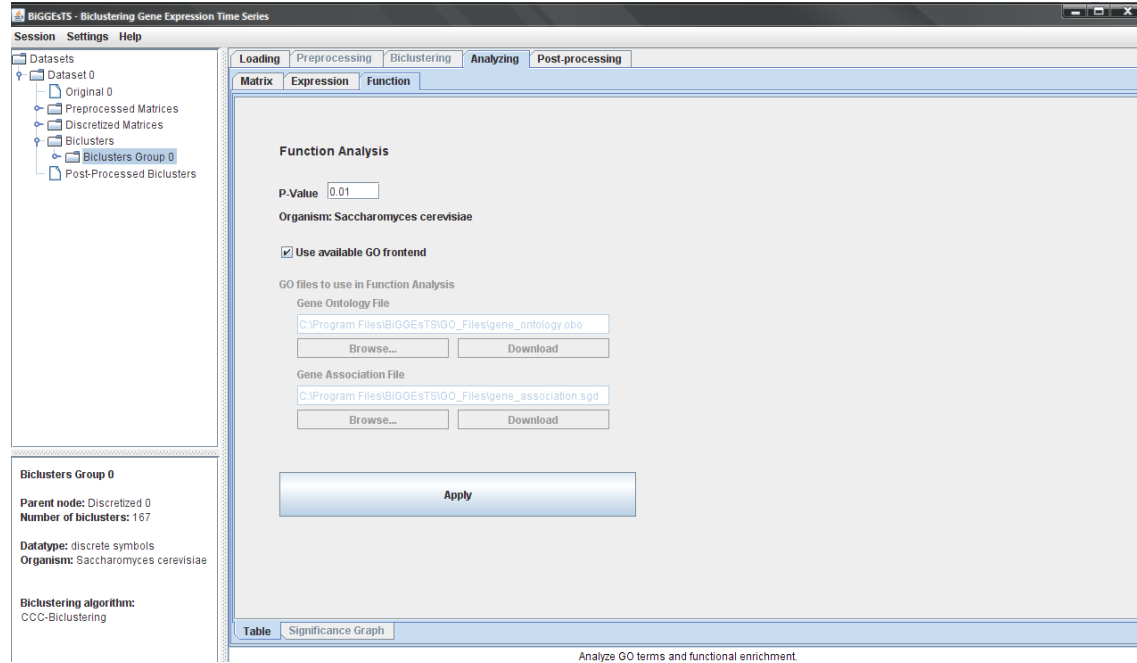 BiGGEsTS - Biclustering Gene Expression Time Series
Session Settings Help
Datasets
Dataset 0
Original 0
Preprocessed Matrices
Discretized Matrices
Biclusters
Biclusters Group 0
Post-Processed Biclusters
Biclusters Group 0
Parent node: Discretized 0
Number of biclusters: 167
Datatype: discrete symbols
Organism: Saccharomyces cerevisiae
Biclustering algorithm:
CCC-Biclustering
Loading Preprocessing Biclustering Analyzing Post-processing
Matrix Expression Function
Function Analysis
P-Value 0.01
Organism: Saccharomyces cerevisiae
Use available GO frontend
GO files to use in Function Analysis
Gene Ontology File
C:\Program Files\BiGGEsTS\GO_Files\gene_ontology.obo
Browse... Download
Gene Association File
C:\Program Files\BiGGEsTS\GO_Files\gene_association.sgd
Browse... Download
Apply
Table Significance Graph
Analyze GO terms and functional enrichment.